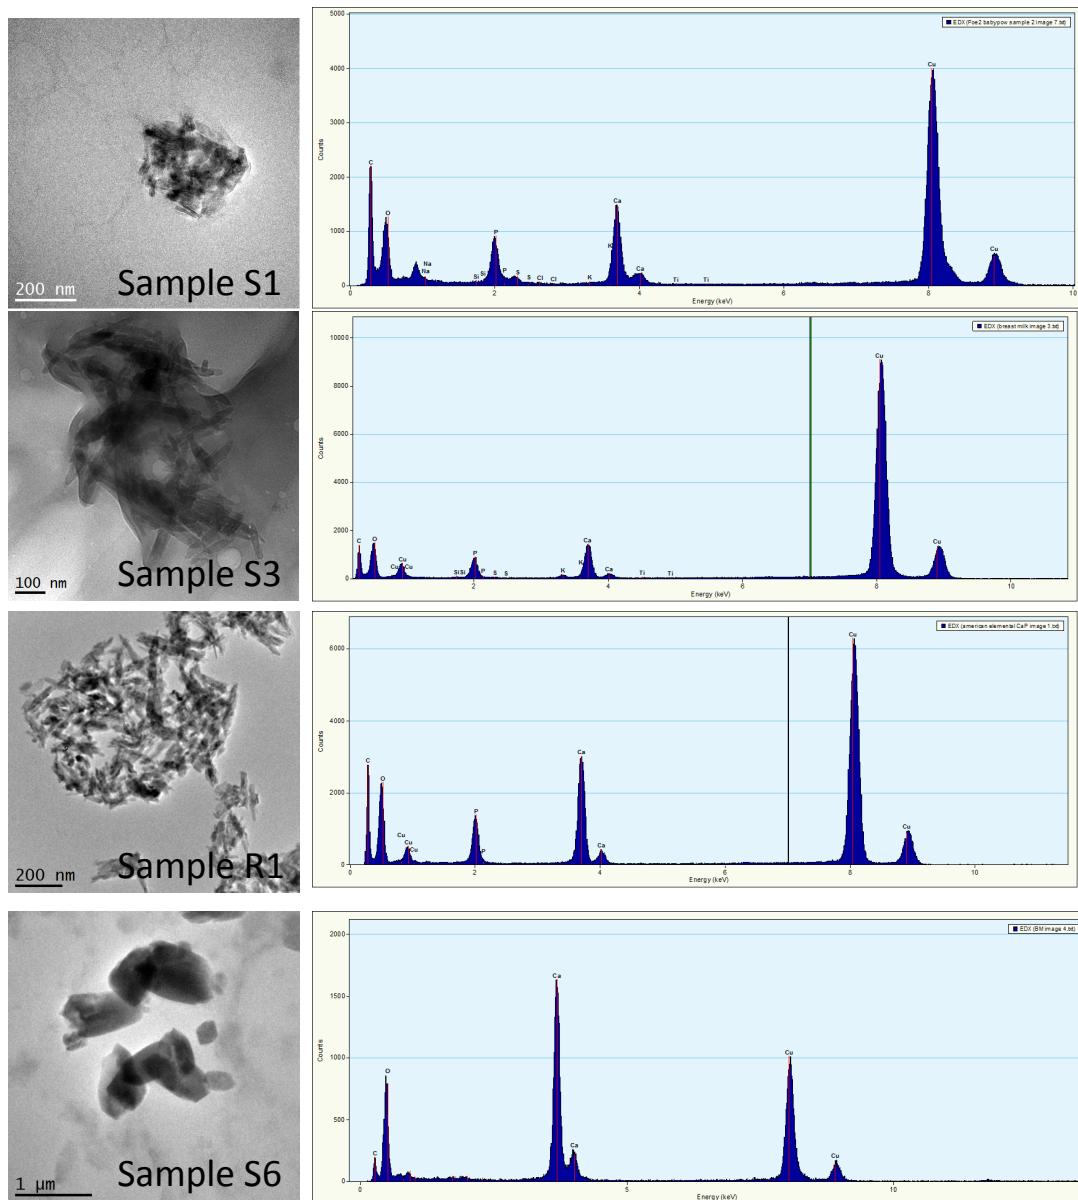 200 nm
Sample S1
EDX (Poe2 babypow sample 2 image 7.txt)
5000
4000
3000
2000
1000
0
Counts
C
O
Na
Na
Si
Si
P
P
S
S
Cl
Cl
K
K
Ca
Ca
Ti
Ti
Cu
Cu
0
2
4
6
8
10
Energy (keV)
100 nm
Sample S3
EDX (breast milk image 3.txt)
10000
8000
6000
4000
2000
0
Counts
C
O
Cu
Cu
Cu
Si
Si
P
P
S
S
K
K
Ca
Ca
Ti
Ti
Cu
Cu
2
4
6
8
10
Energy (keV)
200 nm
Sample R1
EDX (american elemental CaP image 1.txt)
6000
4000
2000
0
Counts
C
O
Cu
Cu
Cu
P
P
Ca
Ca
Cu
Cu
0
2
4
6
8
10
Energy (keV)
1 µm
Sample S6
EDX (BM image 4.txt)
2000
1500
1000
500
0
Counts
C
O
Ca
Ca
Cu
Cu
0
5
10
Energy (keV)